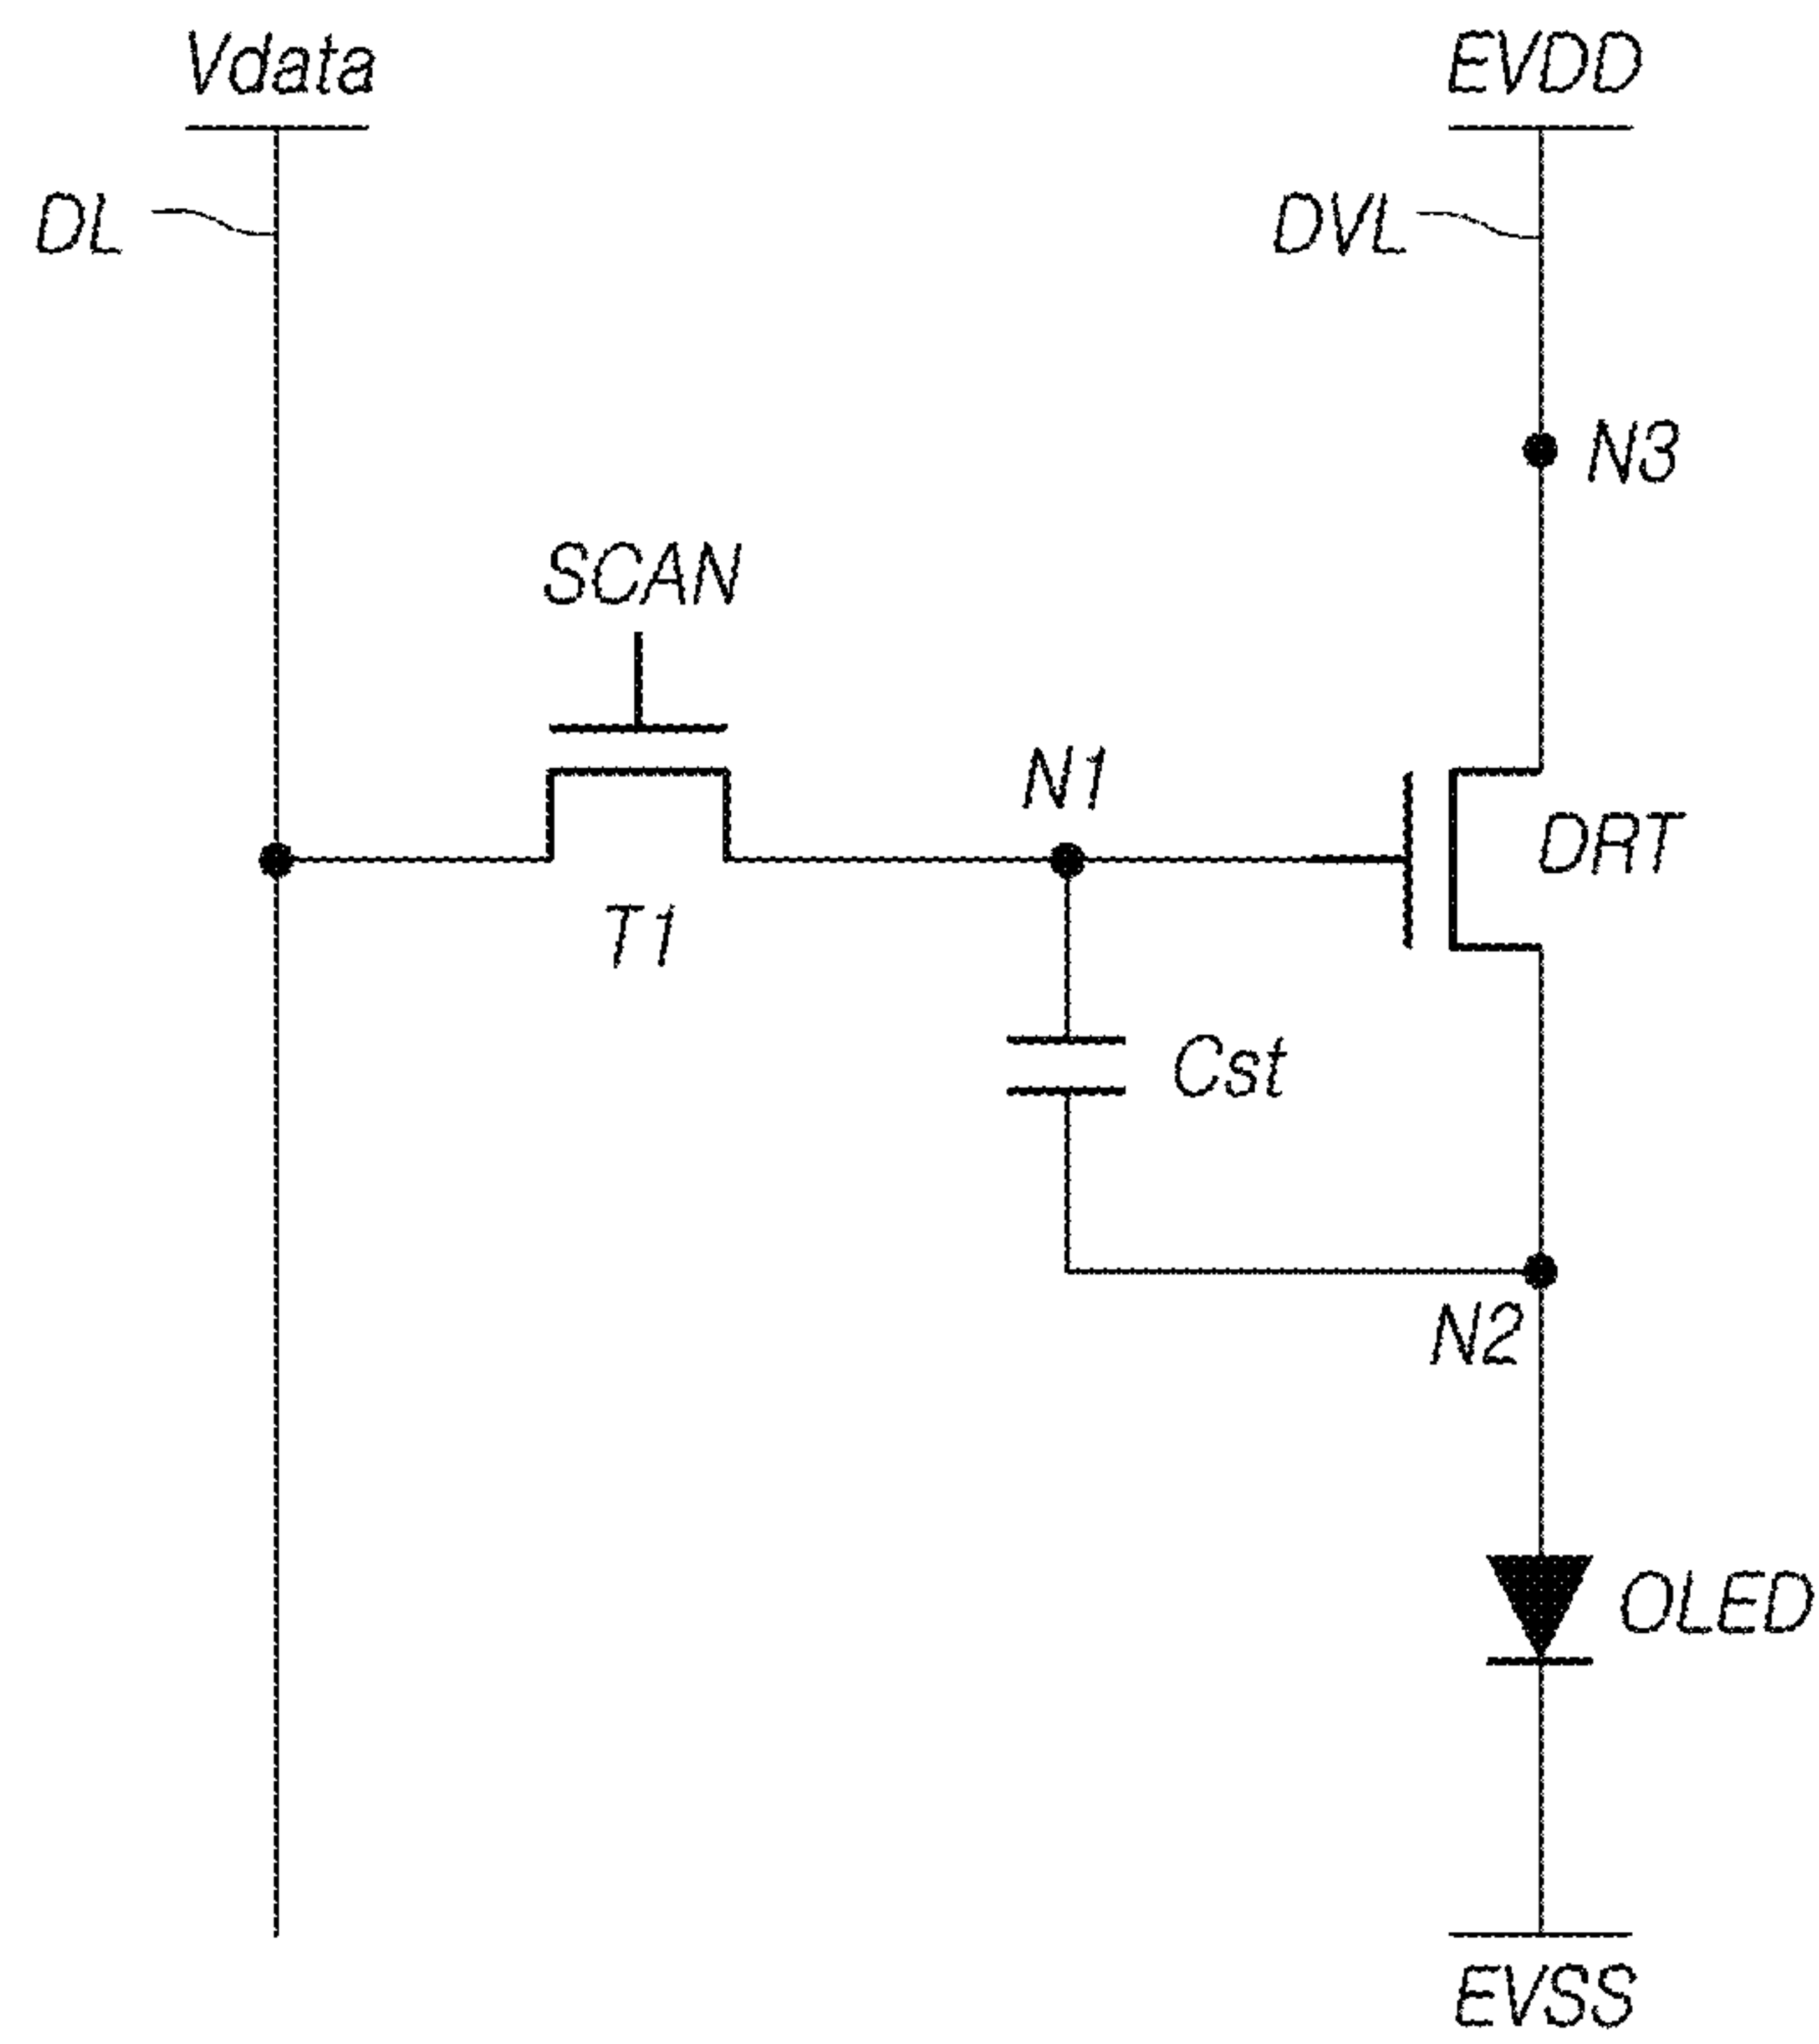 Vdata
EVDD
DL
DVL
N3
SCAN
N1
DRT
T1
Cst
N2
OLED
EVSS